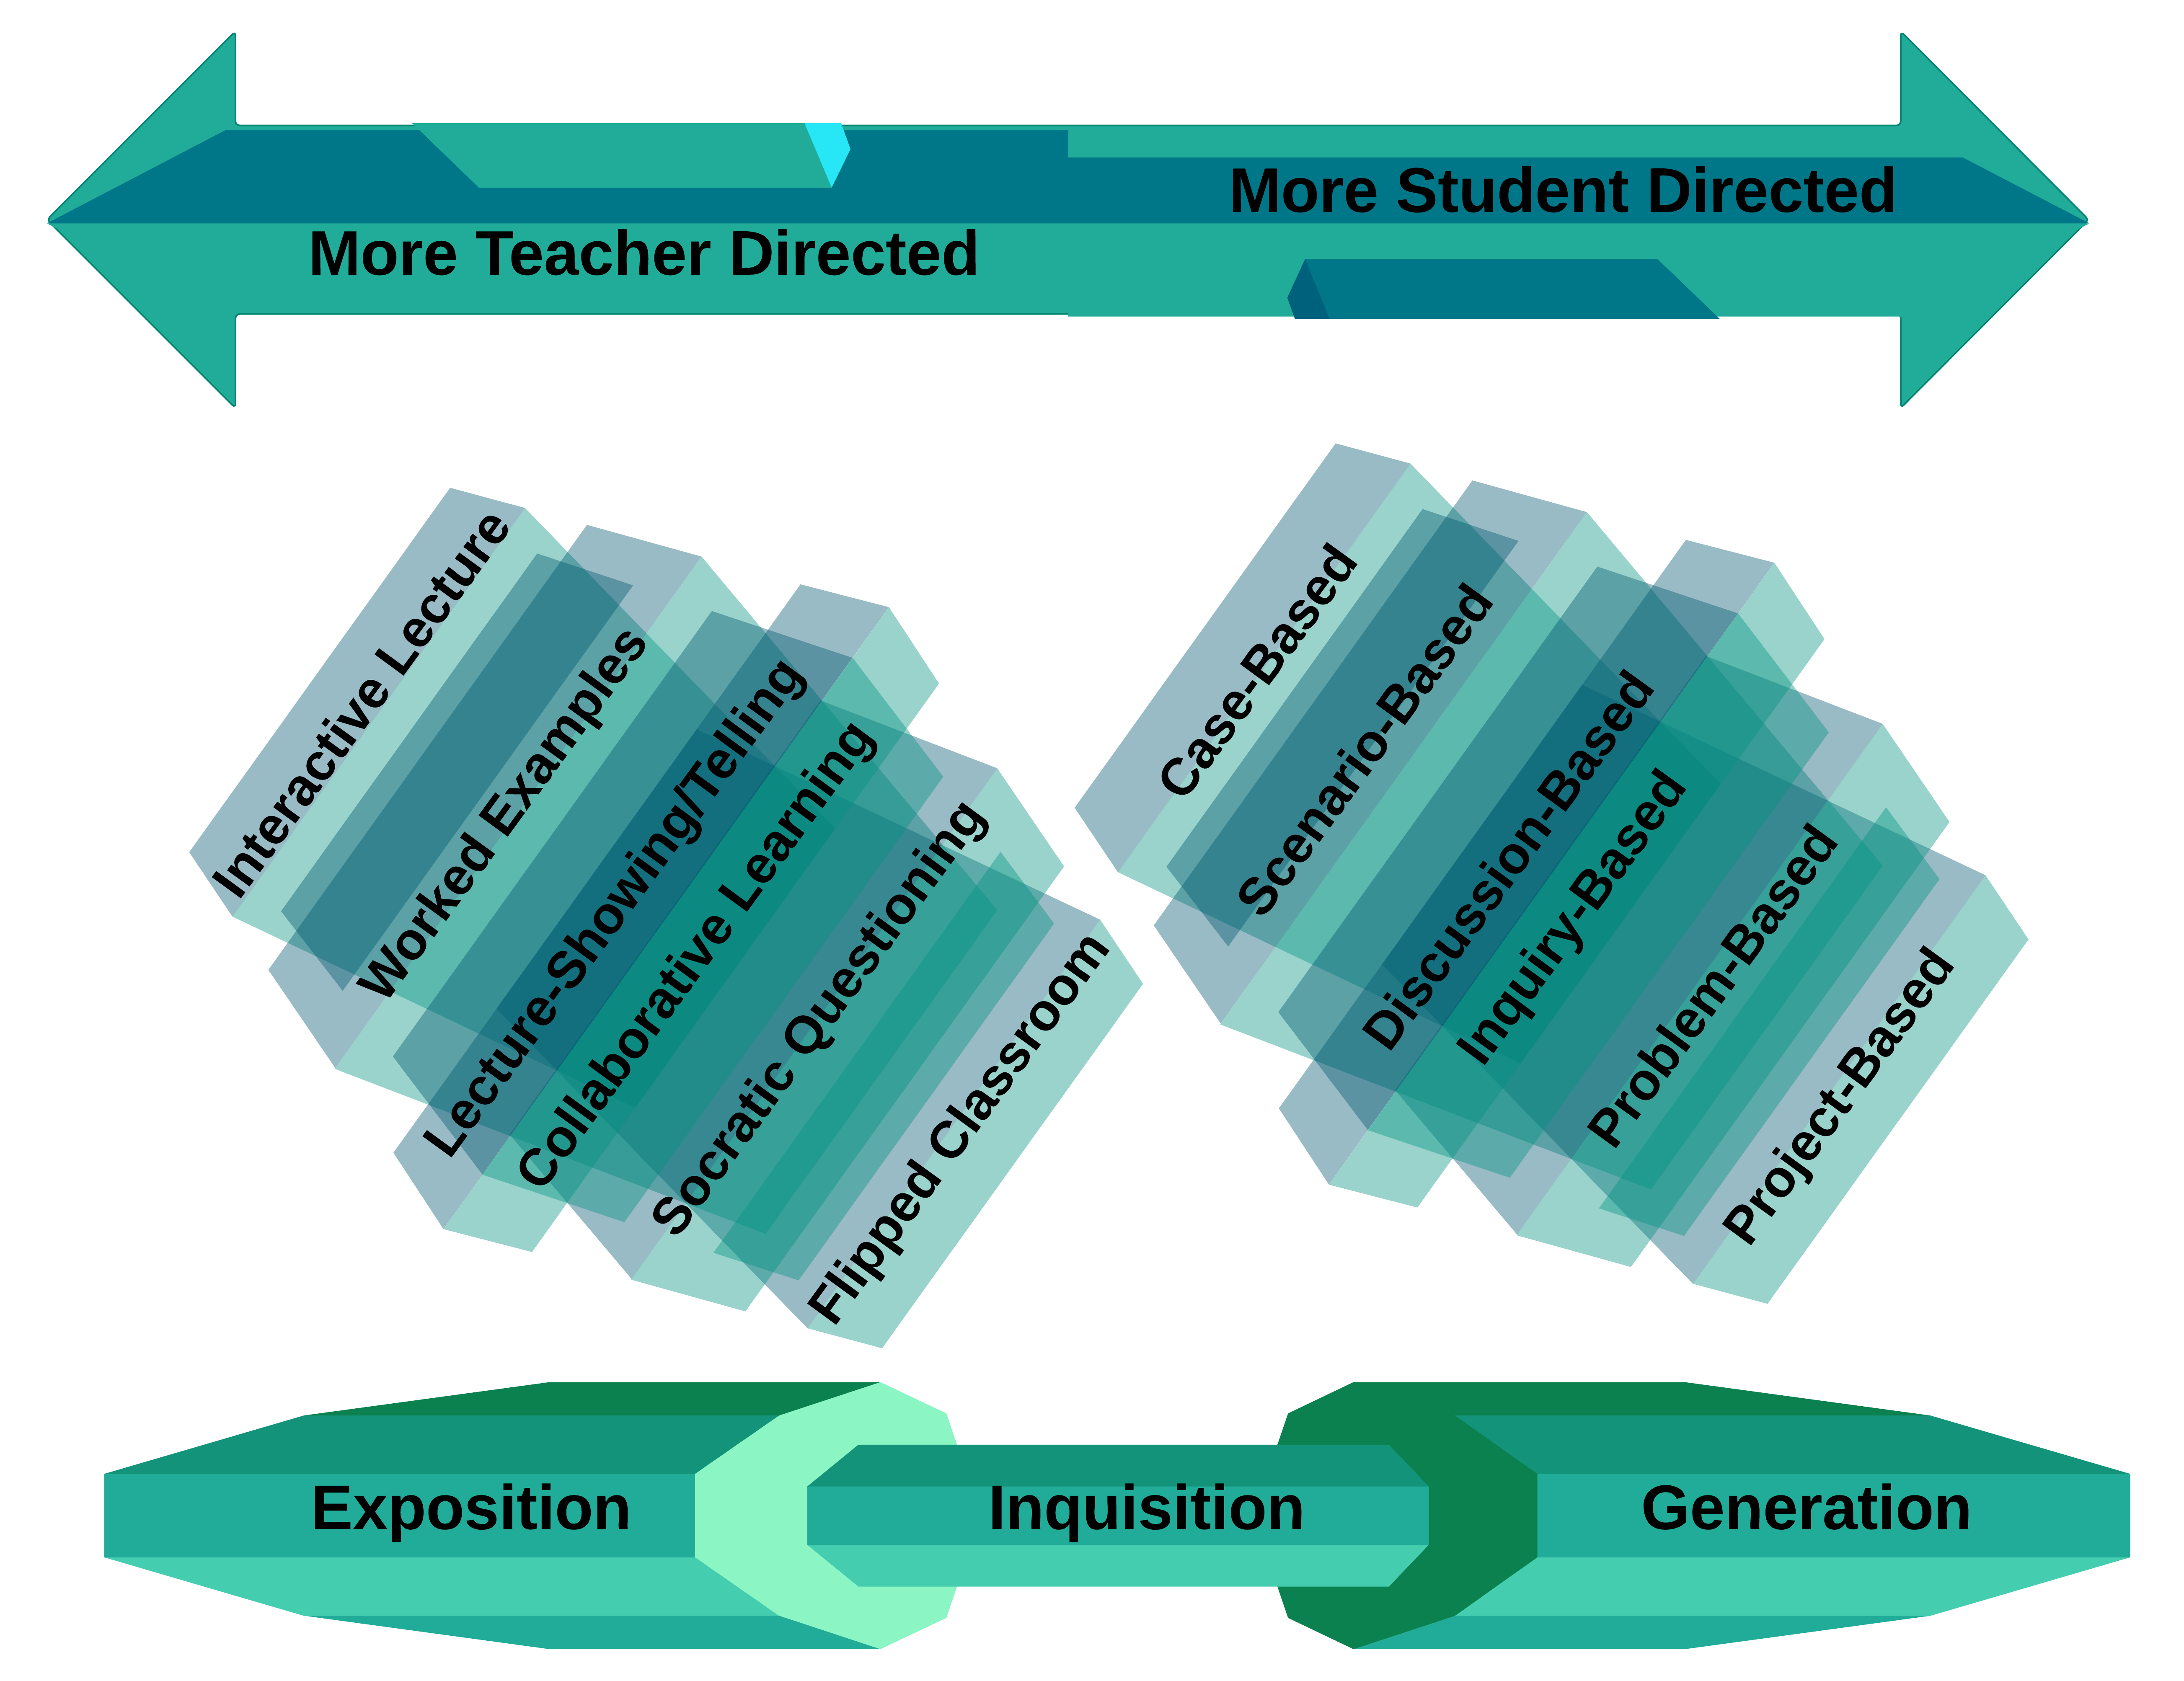 More Student Directed
More Teacher Directed
Interactive Lecture
Worked Examples
Lecture-Showing/Telling
Collaborative Learning
Socratic Questioning
Flipped Classroom
Case-Based
Scenario-Based
Discussion-Based
Inquiry-Based
Problem-Based
Project-Based
Exposition
Inquisition
Generation